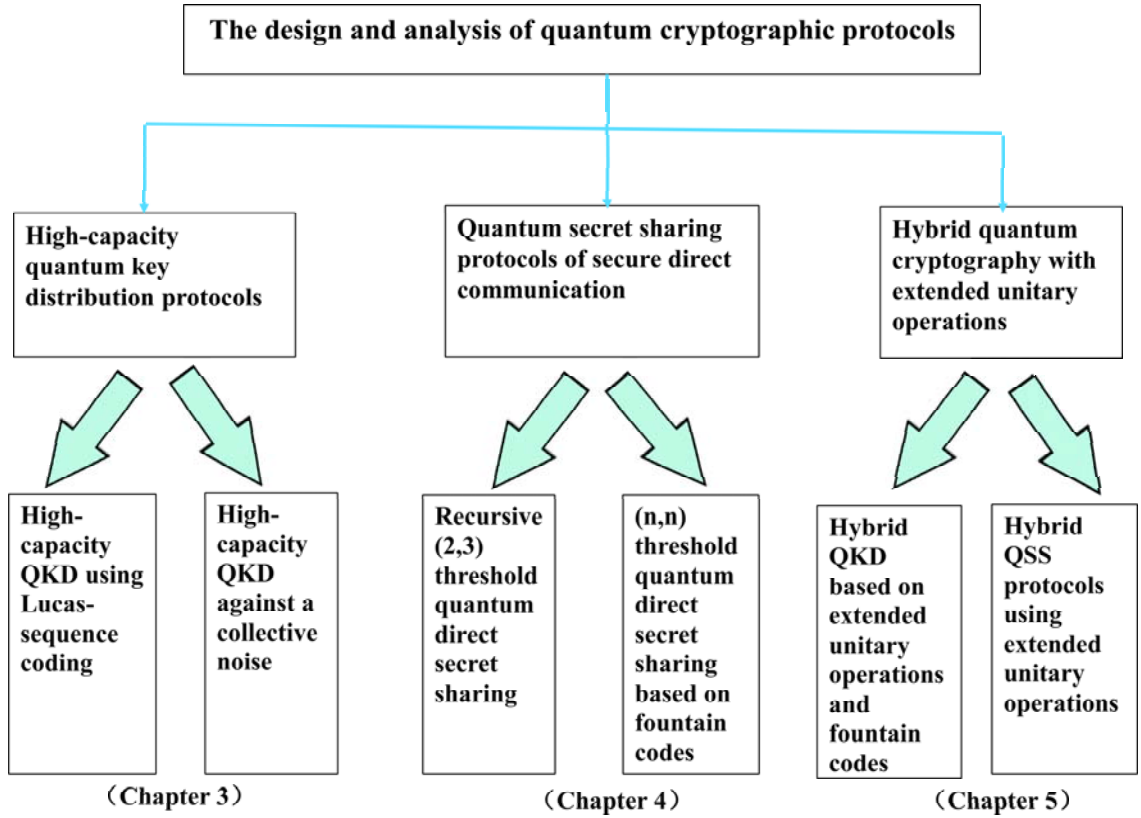 The design and analysis of quantum cryptographic protocols
High-capacity
quantum key
distribution protocols
Quantum secret sharing
protocols of secure direct
communication
Hybrid quantum
cryptography with
extended unitary
operations
High-
capacity
QKD using
Lucas-
sequence
coding
High-
capacity
QKD
against a
collective
noise
Recursive
(2,3)
threshold
quantum
direct
secret
sharing
(n,n)
threshold
quantum
direct
secret
sharing
based on
fountain
codes
Hybrid
QKD
based on
extended
unitary
operations
and
fountain
codes
Hybrid
QSS
protocols
using
extended
unitary
operations
（Chapter 3）
（Chapter 4）
（Chapter 5）